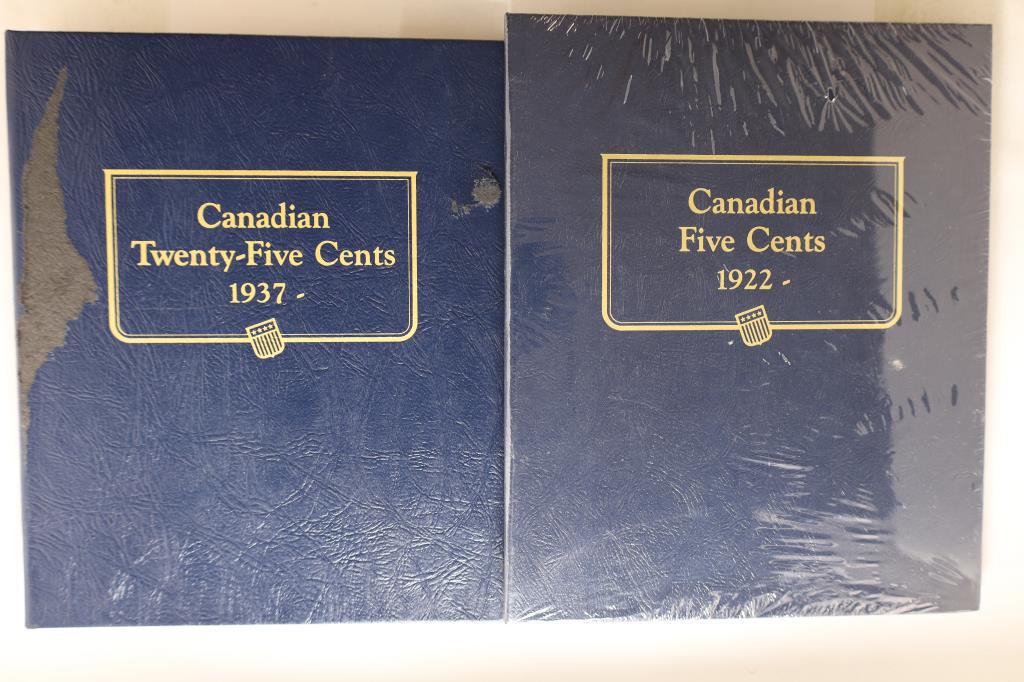 Canadian
Twenty-Five Cents
1937 -
Canadian
Five Cents
1922 -